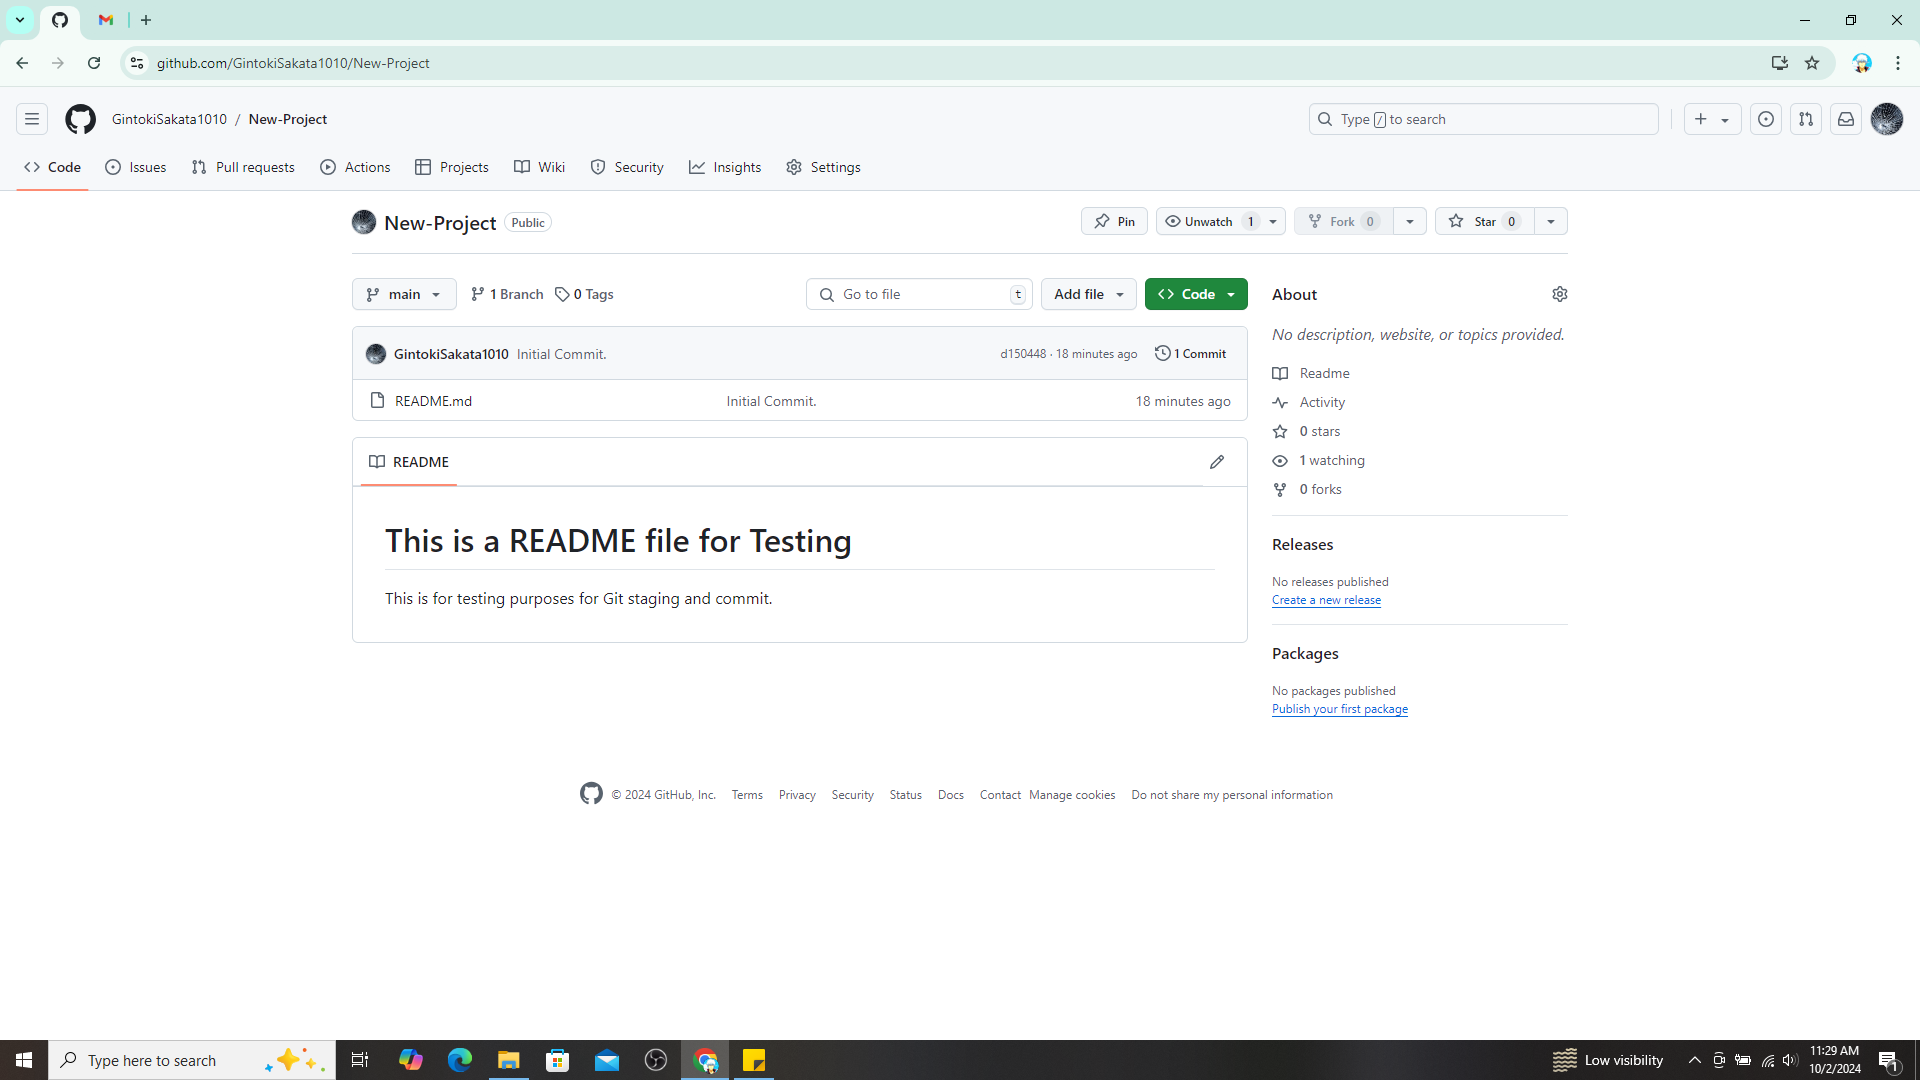 github.com/GintokiSakata1010/New-Project
GintokiSakata1010 / New-Project
Type / to search
Code Issues Pull requests Actions Projects Wiki Security Insights Settings
New-Project Public
Pin Unwatch 1 Fork 0 Star 0
main 1 Branch 0 Tags
Go to file t Add file Code
GintokiSakata1010 Initial Commit. d150448 · 18 minutes ago 1 Commit
README.md Initial Commit. 18 minutes ago
README
This is a README file for Testing
This is for testing purposes for Git staging and commit.
About
No description, website, or topics provided.
Readme
Activity
0 stars
1 watching
0 forks
Releases
No releases published
Create a new release
Packages
No packages published
Publish your first package
© 2024 GitHub, Inc. Terms Privacy Security Status Docs Contact Manage cookies Do not share my personal information
Type here to search
Low visibility
11:29 AM
10/2/2024
1